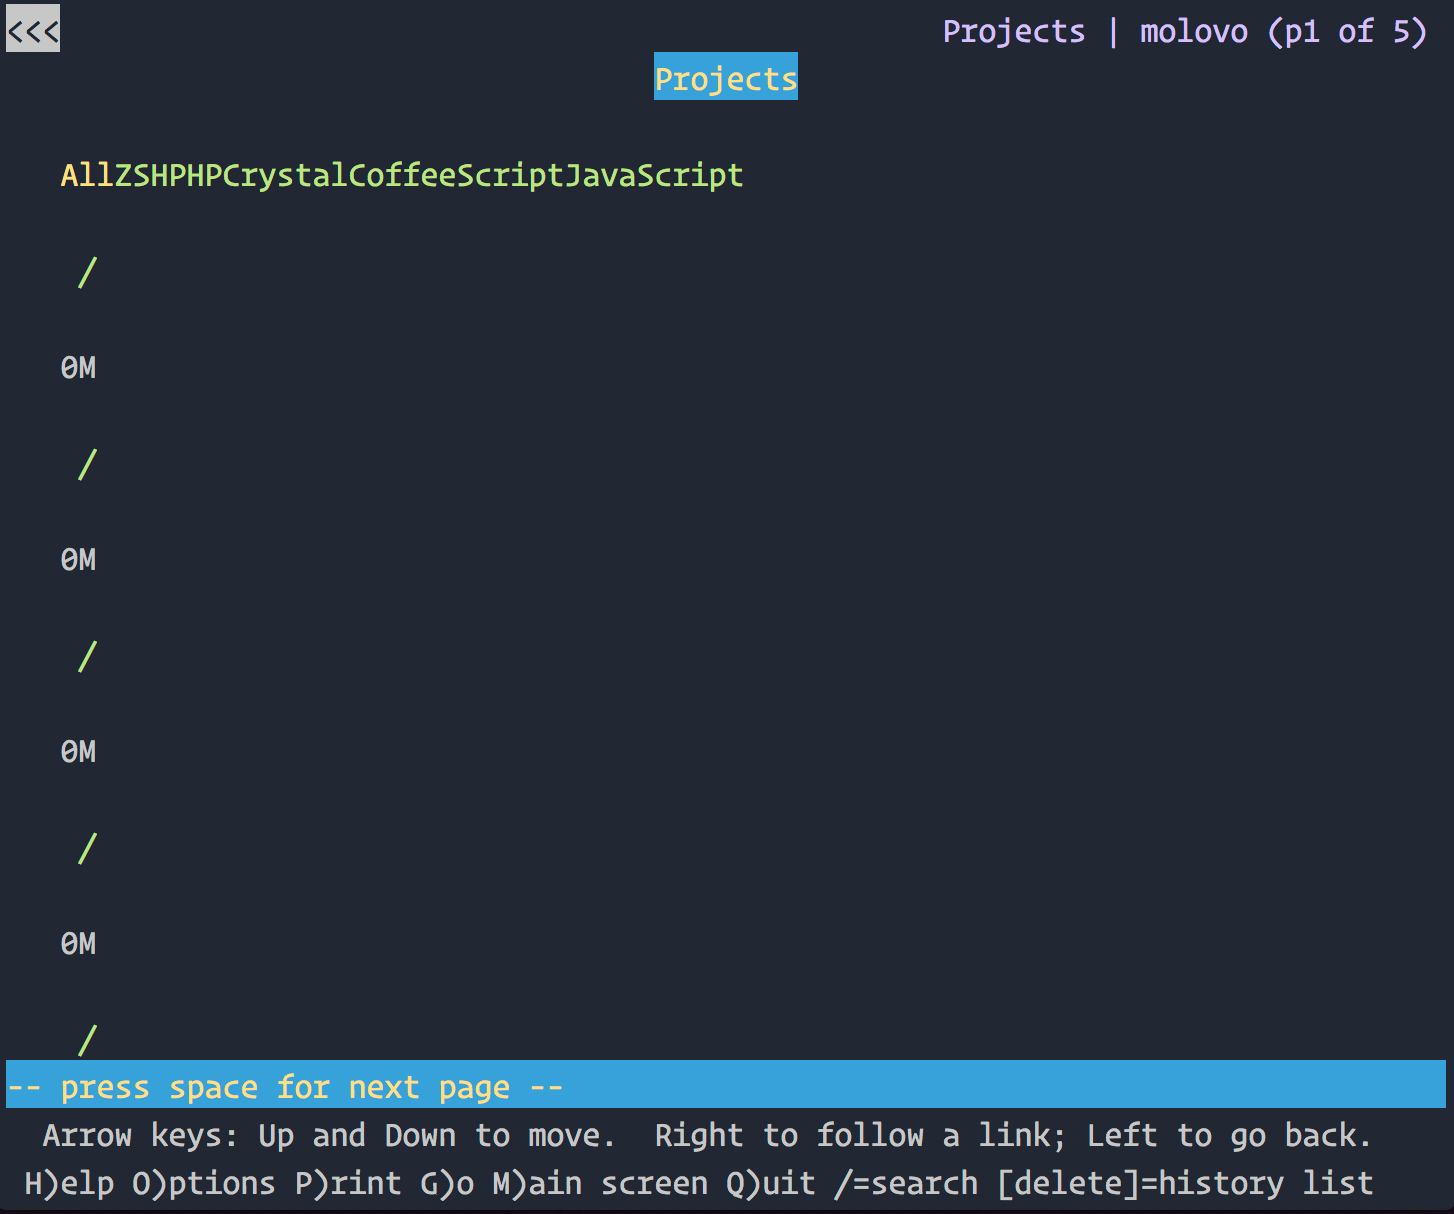 <<< Projects | molovo (p1 of 5)
Projects
AllZSHPHPCrystalCoffeeScriptJavaScript
/
0M
/
0M
/
0M
/
0M
/
-- press space for next page --
Arrow keys: Up and Down to move.  Right to follow a link; Left to go back.
H)elp O)ptions P)rint G)o M)ain screen Q)uit /=search [delete]=history list